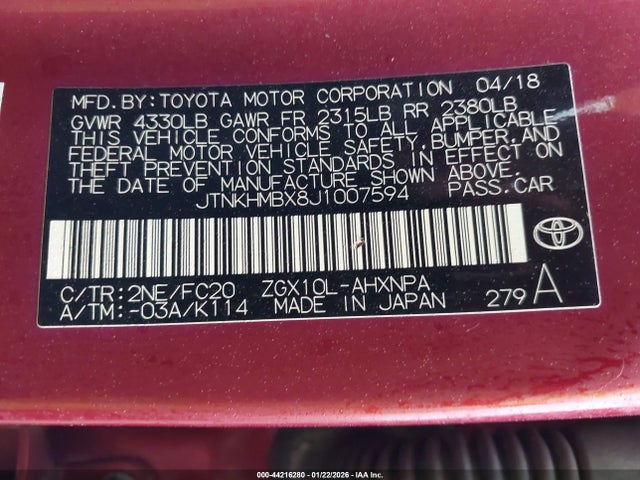 MFD. BY: TOYOTA MOTOR CORPORATION 04/18
GVWR 4330LB GAWR FR 2315LB RR 2380LB
THIS VEHICLE CONFORMS TO ALL APPLICABLE
FEDERAL MOTOR VEHICLE SAFETY, BUMPER, AND
THEFT PREVENTION STANDARDS IN EFFECT ON
THE DATE OF MANUFACTURE SHOWN ABOVE.
JTNKHMBX8J1007594 PASS. CAR
C/TR: 2NE/FC20 ZGX10L-AHXNPA
A/TM: -03A/K114 MADE IN JAPAN 279 A
000-44216280 - 01/22/2026 - IAA Inc.